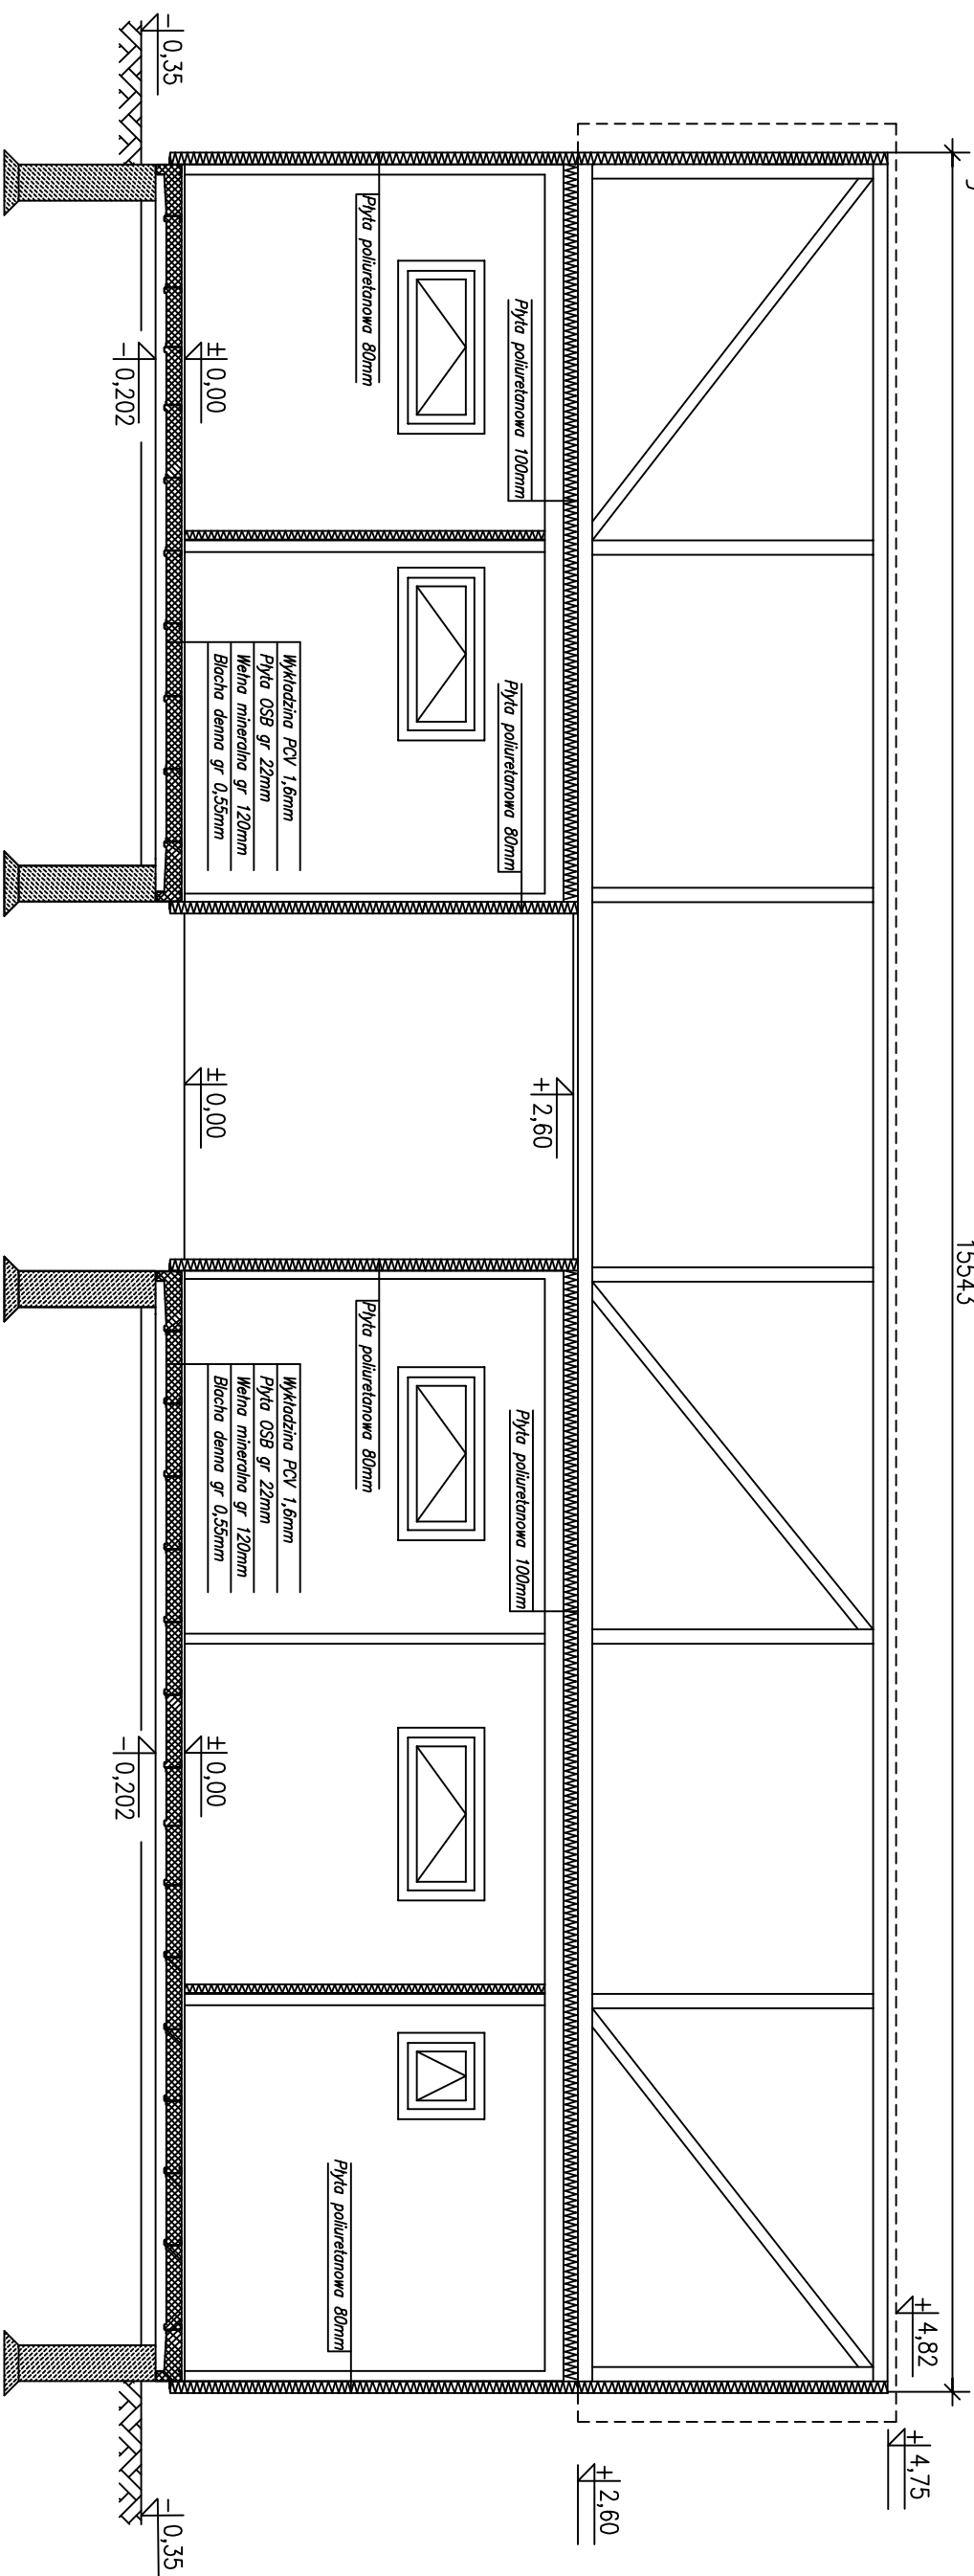 15543
± 4,82
± 4,75
± 2,60
Płyta poliuretanowa 100mm
Płyta poliuretanowa 80mm
+ 2,60
Płyta poliuretanowa 100mm
Płyta poliuretanowa 80mm
Płyta poliuretanowa 80mm
Płyta poliuretanowa 80mm
Wykładzina PCV 1,6mm
Płyta OSB gr 22mm
Wełna mineralna gr 120mm
Blacha denna gr 0,55mm
Wykładzina PCV 1,6mm
Płyta OSB gr 22mm
Wełna mineralna gr 120mm
Blacha denna gr 0,55mm
± 0,00
± 0,00
± 0,00
- 0,35
- 0,202
- 0,202
- 0,35